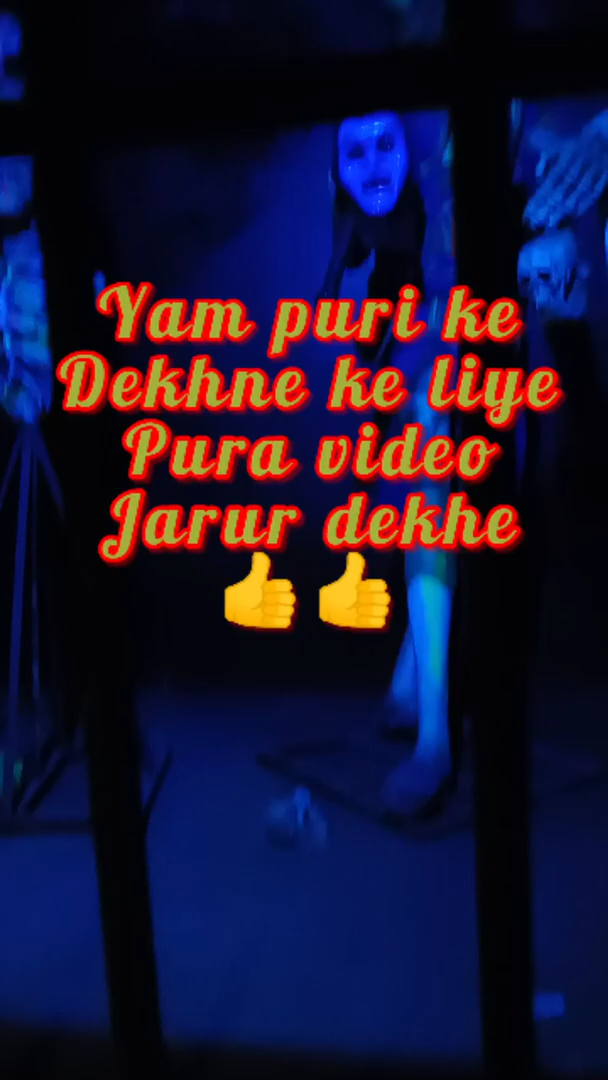 Yam puri ke
Dekhne ke liye
Pura video
Jarur dekhe
👍👍